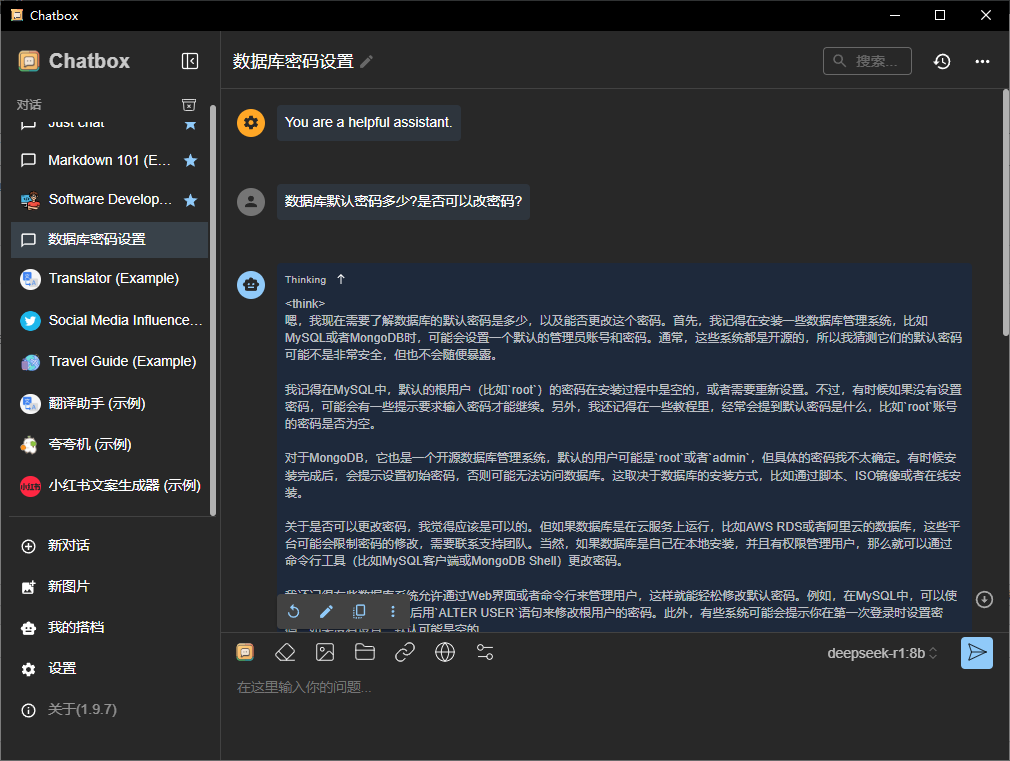 Chatbox
Chatbox
对话
Just chat
Markdown 101 (E...
Software Develop...
数据库密码设置
Translator (Example)
Social Media Influence...
Travel Guide (Example)
翻译助手 (示例)
夸夸机 (示例)
小红书
小红书文案生成器 (示例)
新对话
新图片
我的搭档
设置
关于(1.9.7)
数据库密码设置
搜索...
You are a helpful assistant.
数据库默认密码多少?是否可以改密码?
Thinking
<think>
嗯，我现在需要了解数据库的默认密码是多少，以及能否更改这个密码。首先，我记得在安装一些数据库管理系统，比如
MySQL或者MongoDB时，可能会设置一个默认的管理员账号和密码。通常，这些系统都是开源的，所以我猜测它们的默认密码
可能不是非常安全，但也不会随便暴露。
我记得在MySQL中，默认的根用户（比如`root`）的密码在安装过程中是空的，或者需要重新设置。不过，有时候如果没有设置
密码，可能会有一些提示要求输入密码才能继续。另外，我还记得在一些教程里，经常会提到默认密码是什么，比如`root`账号
的密码是否为空。
对于MongoDB，它也是一个开源数据库管理系统，默认的用户可能是`root`或者`admin`，但具体的密码我不太确定。有时候安
装完成后，会提示设置初始密码，否则可能无法访问数据库。这取决于数据库的安装方式，比如通过脚本、ISO镜像或者在线安
装。
关于是否可以更改密码，我觉得应该是可以的。但如果数据库是在云服务上运行，比如AWS RDS或者阿里云的数据库，这些平
台可能会限制密码的修改，需要联系支持团队。当然，如果数据库是自己在本地安装，并且有权限管理用户，那么就可以通过
命令行工具（比如MySQL客户端或MongoDB Shell）更改密码。
我还记得有些数据库系统允许通过Web界面或者命令行来管理用户，这样就能轻松修改默认密码。例如，在MySQL中，可以使
后用`ALTER USER`语句来修改根用户的密码。此外，有些系统可能会提示你在第一次登录时设置密
deepseek-r1:8b
在这里输入你的问题...